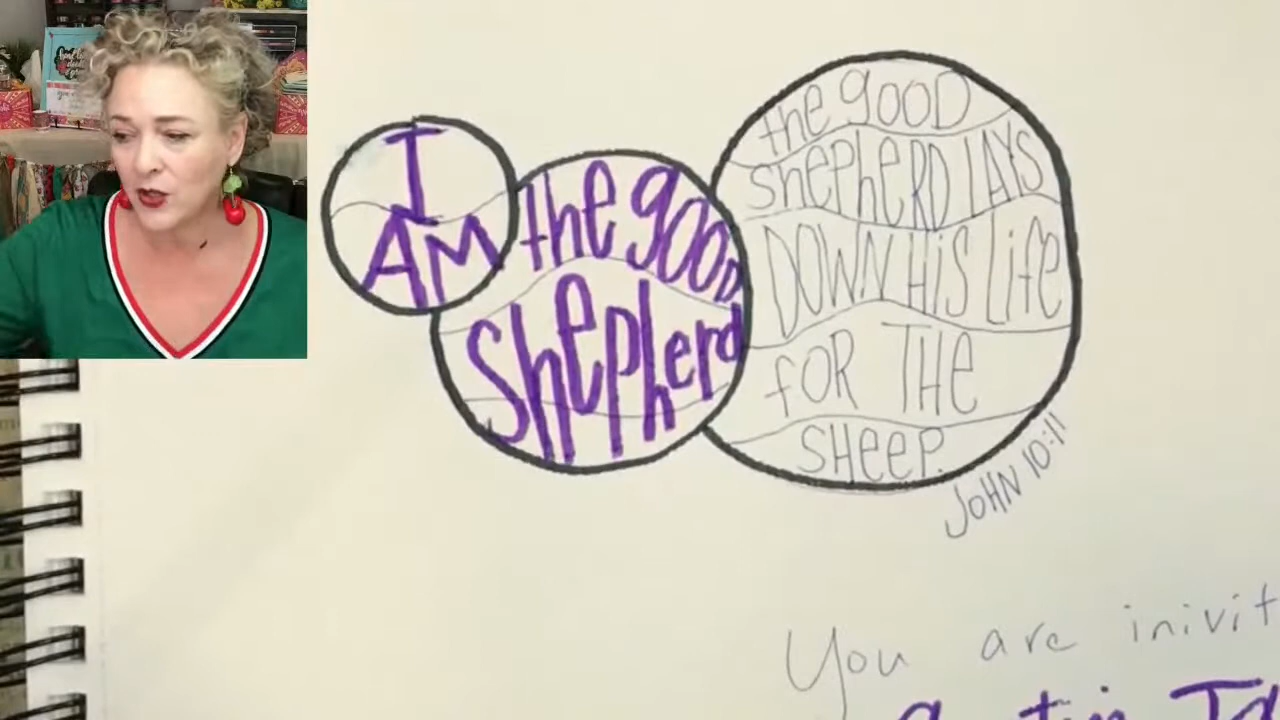 I
AM
the good
Shepherd
the good
SHEPHERD LAYS
DOWN HIS Life
fOR THE
SHEEP.
JOHN 10:11
You are inivit